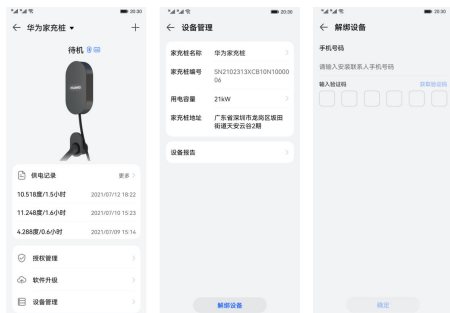 20:30
华为家充桩
待机
HUAWEI
供电记录 更多
10.518度/1.5小时 2021/07/12 18:22
11.248度/1.6小时 2021/07/10 15:23
4.288度/0.6小时 2021/07/09 15:14
授权管理
软件升级
设备管理
20:30
设备管理
家充桩名称 华为家充桩
家充桩编号 SN2102313XCB10N10000
06
用电容量 21kW
家充桩地址 广东省深圳市龙岗区坂田
街道天安云谷2期
设备报告
解绑设备
20:30
解绑设备
手机号码
请输入安装联系人手机号码
输入验证码 获取验证码
确定